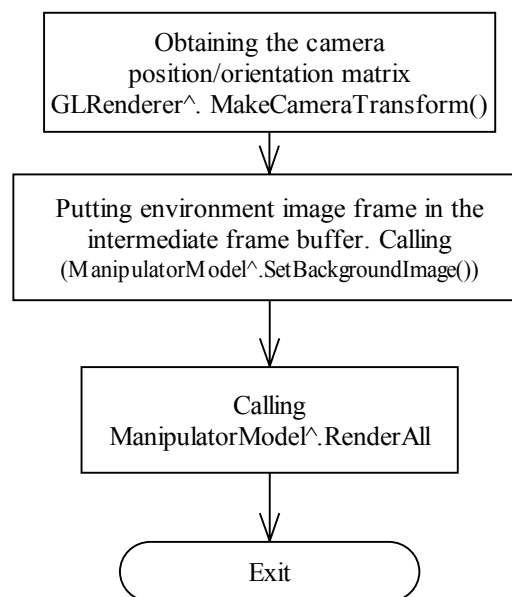 Obtaining the camera
position/orientation matrix
GLRenderer^. MakeCameraTransform()
Putting environment image frame in the
intermediate frame buffer. Calling
(ManipulatorModel^.SetBackgroundImage())
Calling
ManipulatorModel^.RenderAll
Exit